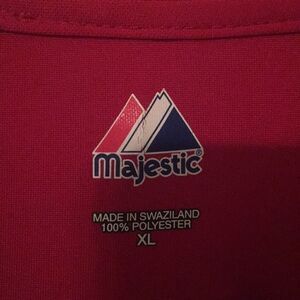 Majestic®
MADE IN SWAZILAND
100% POLYESTER
XL